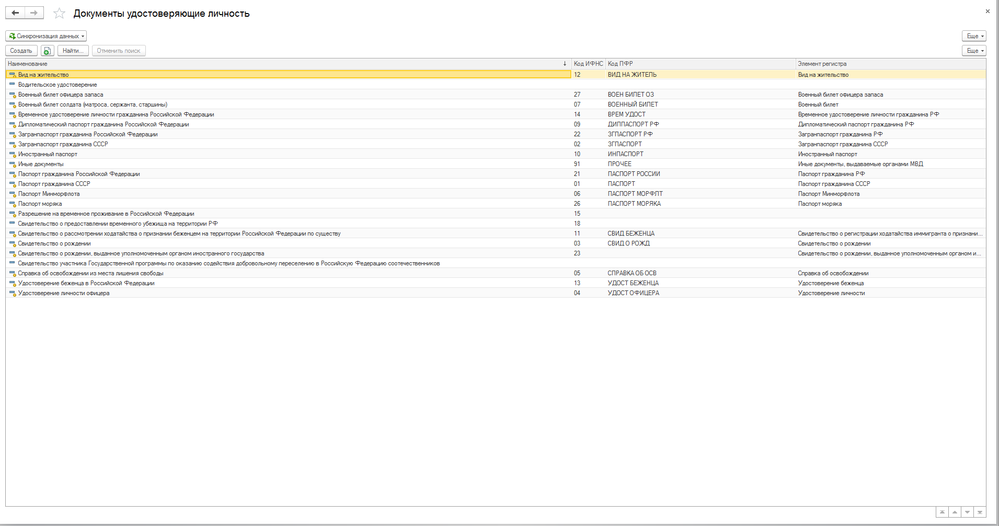 Документы удостоверяющие личность
Синхронизация данных
Еще
Создать Найти... Отменить поиск
Еще
Наименование Код ИФНС Код ПФР Элемент регистра
Вид на жительство 12 ВИД НА ЖИТЕЛЬ Вид на жительство
Водительское удостоверение
Военный билет офицера запаса 27 ВОЕН БИЛЕТ ОЗ Военный билет офицера запаса
Военный билет солдата (матроса, сержанта, старшины) 07 ВОЕННЫЙ БИЛЕТ Военный билет
Временное удостоверение личности гражданина Российской Федерации 14 ВРЕМ УДОСТ Временное удостоверение личности гражданина РФ
Дипломатический паспорт гражданина Российской Федерации 09 ДИППАСПОРТ РФ Дипломатический паспорт гражданина РФ
Загранпаспорт гражданина Российской Федерации 22 ЗГПАСПОРТ РФ Загранпаспорт гражданина РФ
Загранпаспорт гражданина СССР 02 ЗГПАСПОРТ Загранпаспорт гражданина СССР
Иностранный паспорт 10 ИНПАСПОРТ Иностранный паспорт
Иные документы 91 ПРОЧЕЕ Иные документы, выдаваемые органами МВД
Паспорт гражданина Российской Федерации 21 ПАСПОРТ РОССИИ Паспорт гражданина РФ
Паспорт гражданина СССР 01 ПАСПОРТ Паспорт гражданина СССР
Паспорт Минморфлота 06 ПАСПОРТ МОРФЛТ Паспорт Минморфлота
Паспорт моряка 26 ПАСПОРТ МОРЯКА Паспорт моряка
Разрешение на временное проживание в Российской Федерации 15
Свидетельство о предоставлении временного убежища на территории РФ 18
Свидетельство о рассмотрении ходатайства о признании беженцем на территории Российской Федерации по существу 11 СВИД БЕЖЕНЦА Свидетельство о регистрации ходатайства иммигранта о признани...
Свидетельство о рождении 03 СВИД О РОЖД Свидетельство о рождении
Свидетельство о рождении, выданное уполномоченным органом иностранного государства 23 Свидетельство о рождении, выданное уполномоченным органом и...
Свидетельство участника Государственной программы по оказанию содействия добровольному переселению в Российскую Федерацию соотечественников
Справка об освобождении из места лишения свободы 05 СПРАВКА ОБ ОСВ Справка об освобождении
Удостоверение беженца в Российской Федерации 13 УДОСТ БЕЖЕНЦА Удостоверение беженца
Удостоверение личности офицера 04 УДОСТ ОФИЦЕРА Удостоверение личности